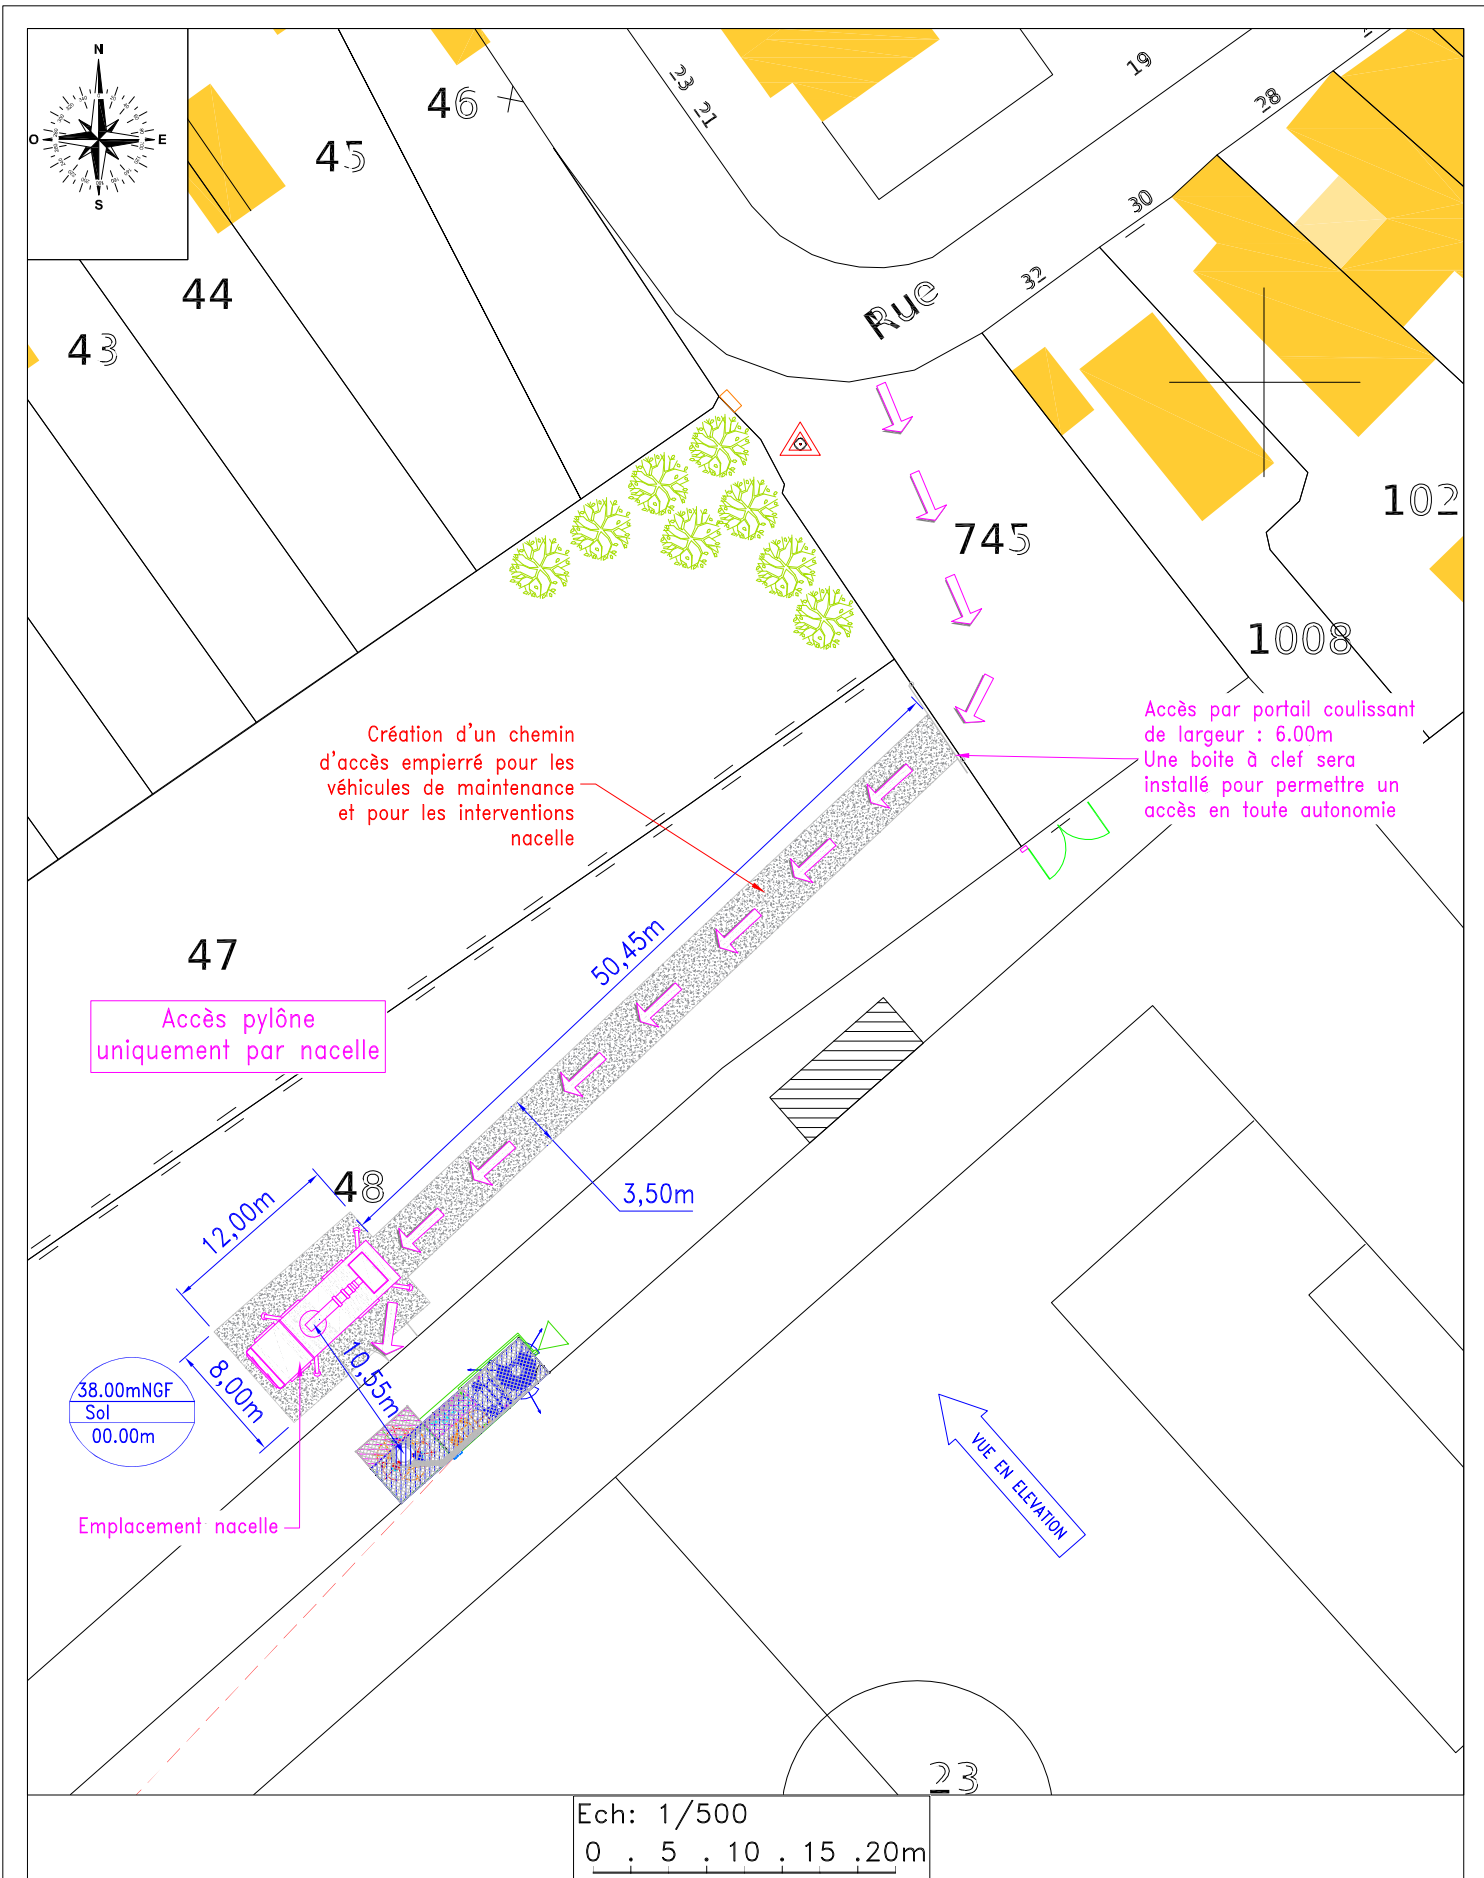 N
O
E
S
46
45
44
43
23
21
19
28
30
32
Rue
745
102
1008
Création d'un chemin
d'accès empierré pour les
véhicules de maintenance
et pour les interventions
nacelle
Accès par portail coulissant
de largeur : 6.00m
Une boite à clef sera
installé pour permettre un
accès en toute autonomie
50,45m
47
Accès pylône
uniquement par nacelle
48
3,50m
12,00m
8,00m
10,55m
38.00mNGF
Sol
00.00m
Emplacement nacelle
VUE EN ELEVATION
23
Ech: 1/500
0 . 5 . 10 . 15 .20m